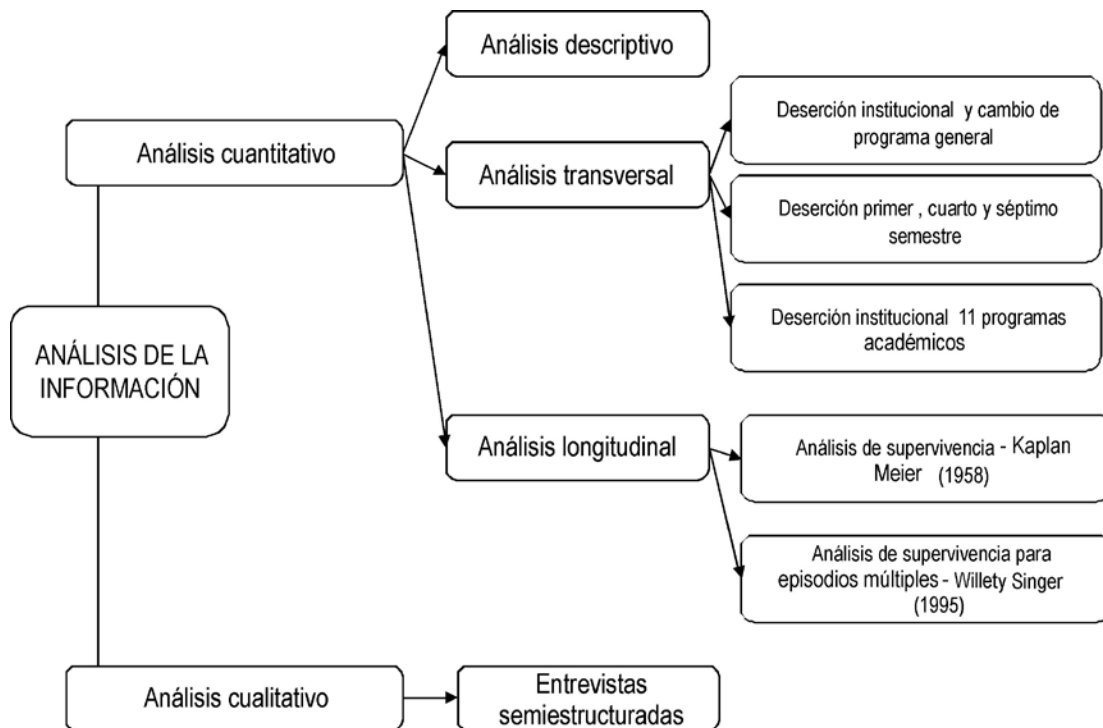 Análisis descriptivo
Análisis cuantitativo
Análisis transversal
Deserción institucional y cambio de
programa general
Deserción primer , cuarto y séptimo
semestre
Deserción institucional 11 programas
académicos
ANÁLISIS DE LA
INFORMACIÓN
Análisis longitudinal
Análisis de supervivencia - Kaplan
Meier (1958)
Análisis de supervivencia para
episodios múltiples - Willety Singer
(1995)
Análisis cualitativo
Entrevistas
semiestructuradas